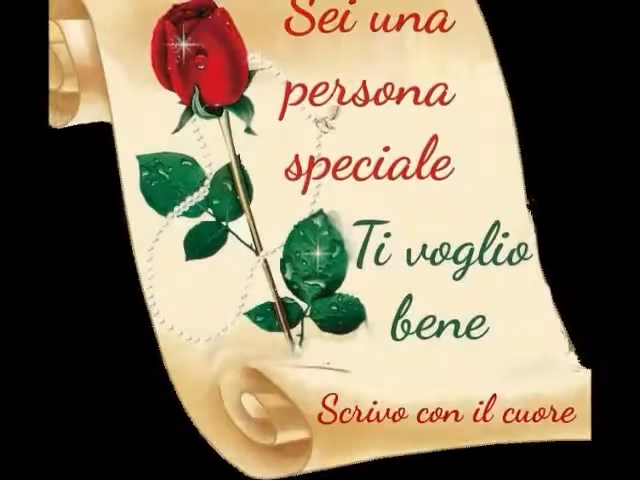 Sei una
persona
speciale
Ti voglio
bene
Scrivo con il cuore